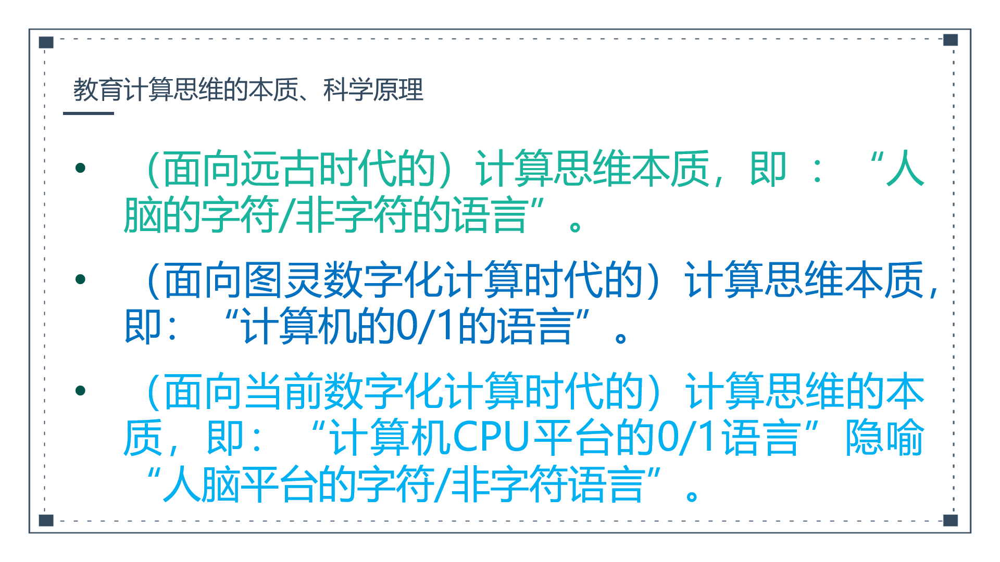 教育计算思维的本质、科学原理
• （面向远古时代的）计算思维本质，即 ： “人
脑的字符/非字符的语言”。
• （面向图灵数字化计算时代的）计算思维本质，
即：“计算机的0/1的语言”。
• （面向当前数字化计算时代的）计算思维的本
质，即：“计算机CPU平台的0/1语言”隐喻
“人脑平台的字符/非字符语言”。